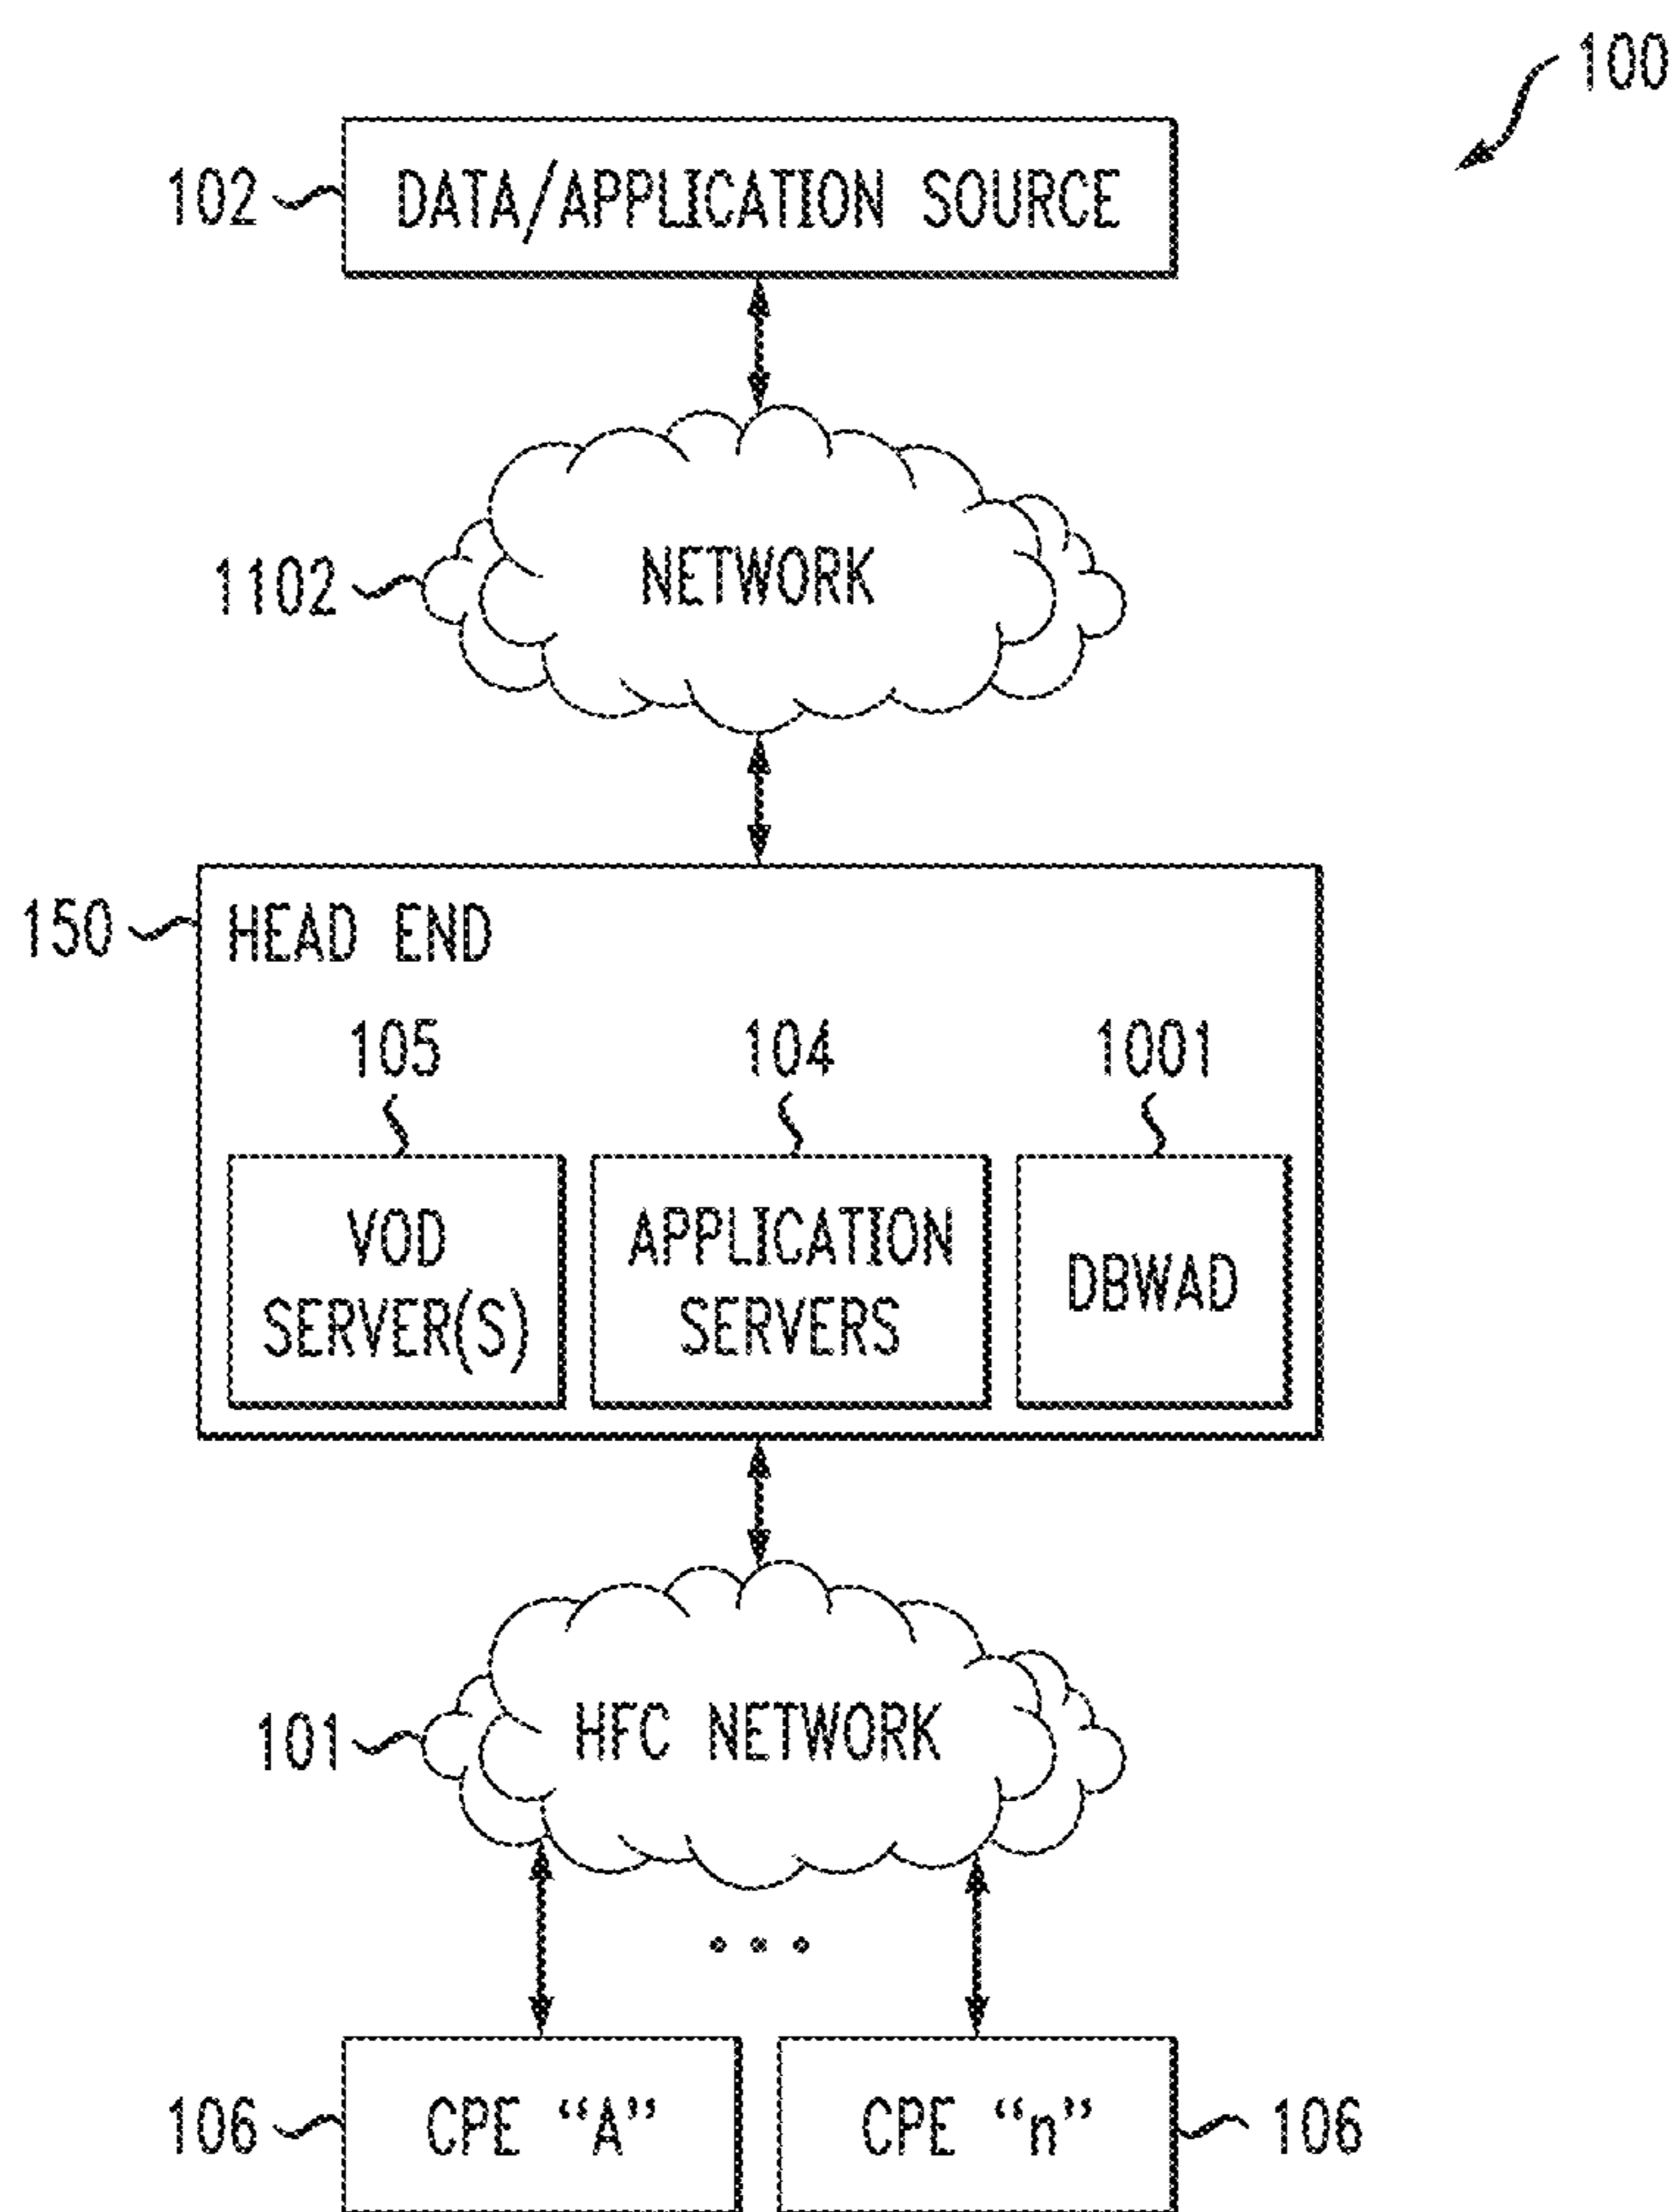 100
102 DATA/APPLICATION SOURCE
1102 NETWORK
150 HEAD END
105 104 1001
VOD SERVER(S)
APPLICATION SERVERS
DBWAD
101 HFC NETWORK
106 CPE “A” CPE “n” 106